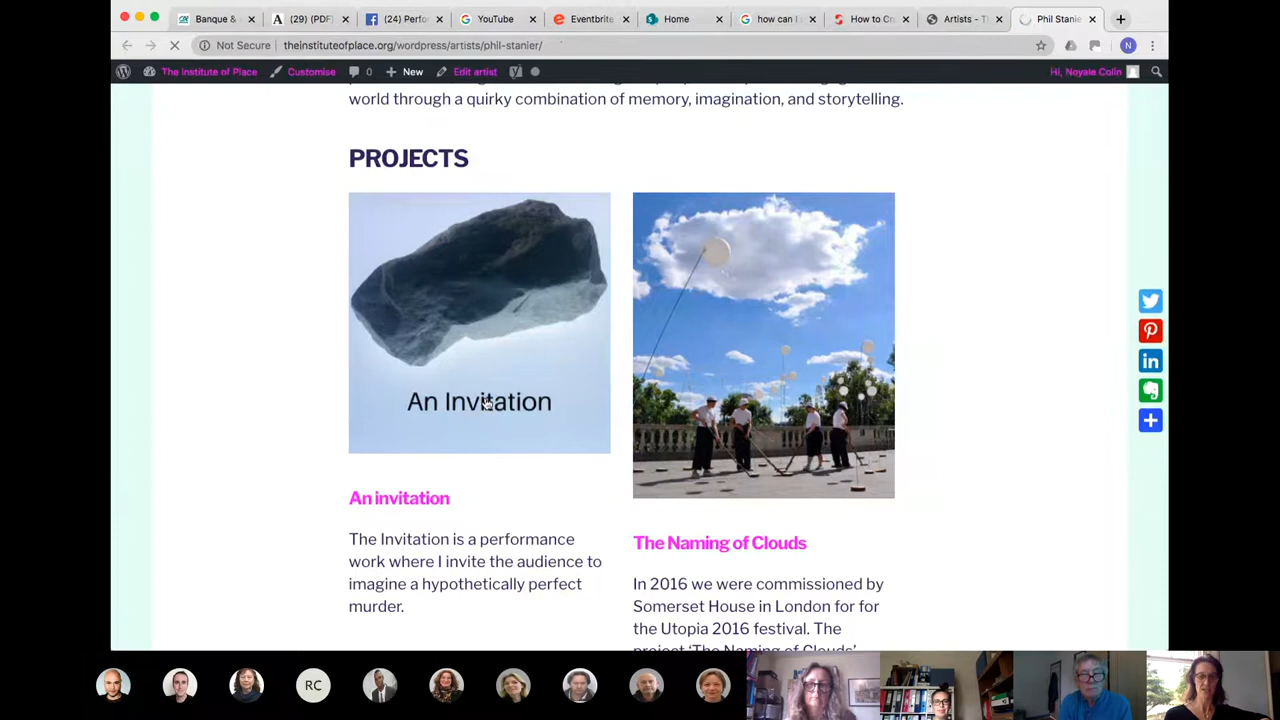 Banque &
(29) (PDF)
(24) Perfo
YouTube
Eventbrite
Home
how can I
How to Cr
Artists - T
Phil Stanie
Not Secure
theinstituteofplace.org/wordpress/artists/phil-stanier/
N
The Institute of Place
Customise
0
New
Edit artist
Hi, Noyale Colin
world through a quirky combination of memory, imagination, and storytelling.
PROJECTS
An Invitation
An invitation
The Invitation is a performance
work where I invite the audience to
imagine a hypothetically perfect
murder.
The Naming of Clouds
In 2016 we were commissioned by
Somerset House in London for for
the Utopia 2016 festival. The
project 'The Naming of Clouds'
RC